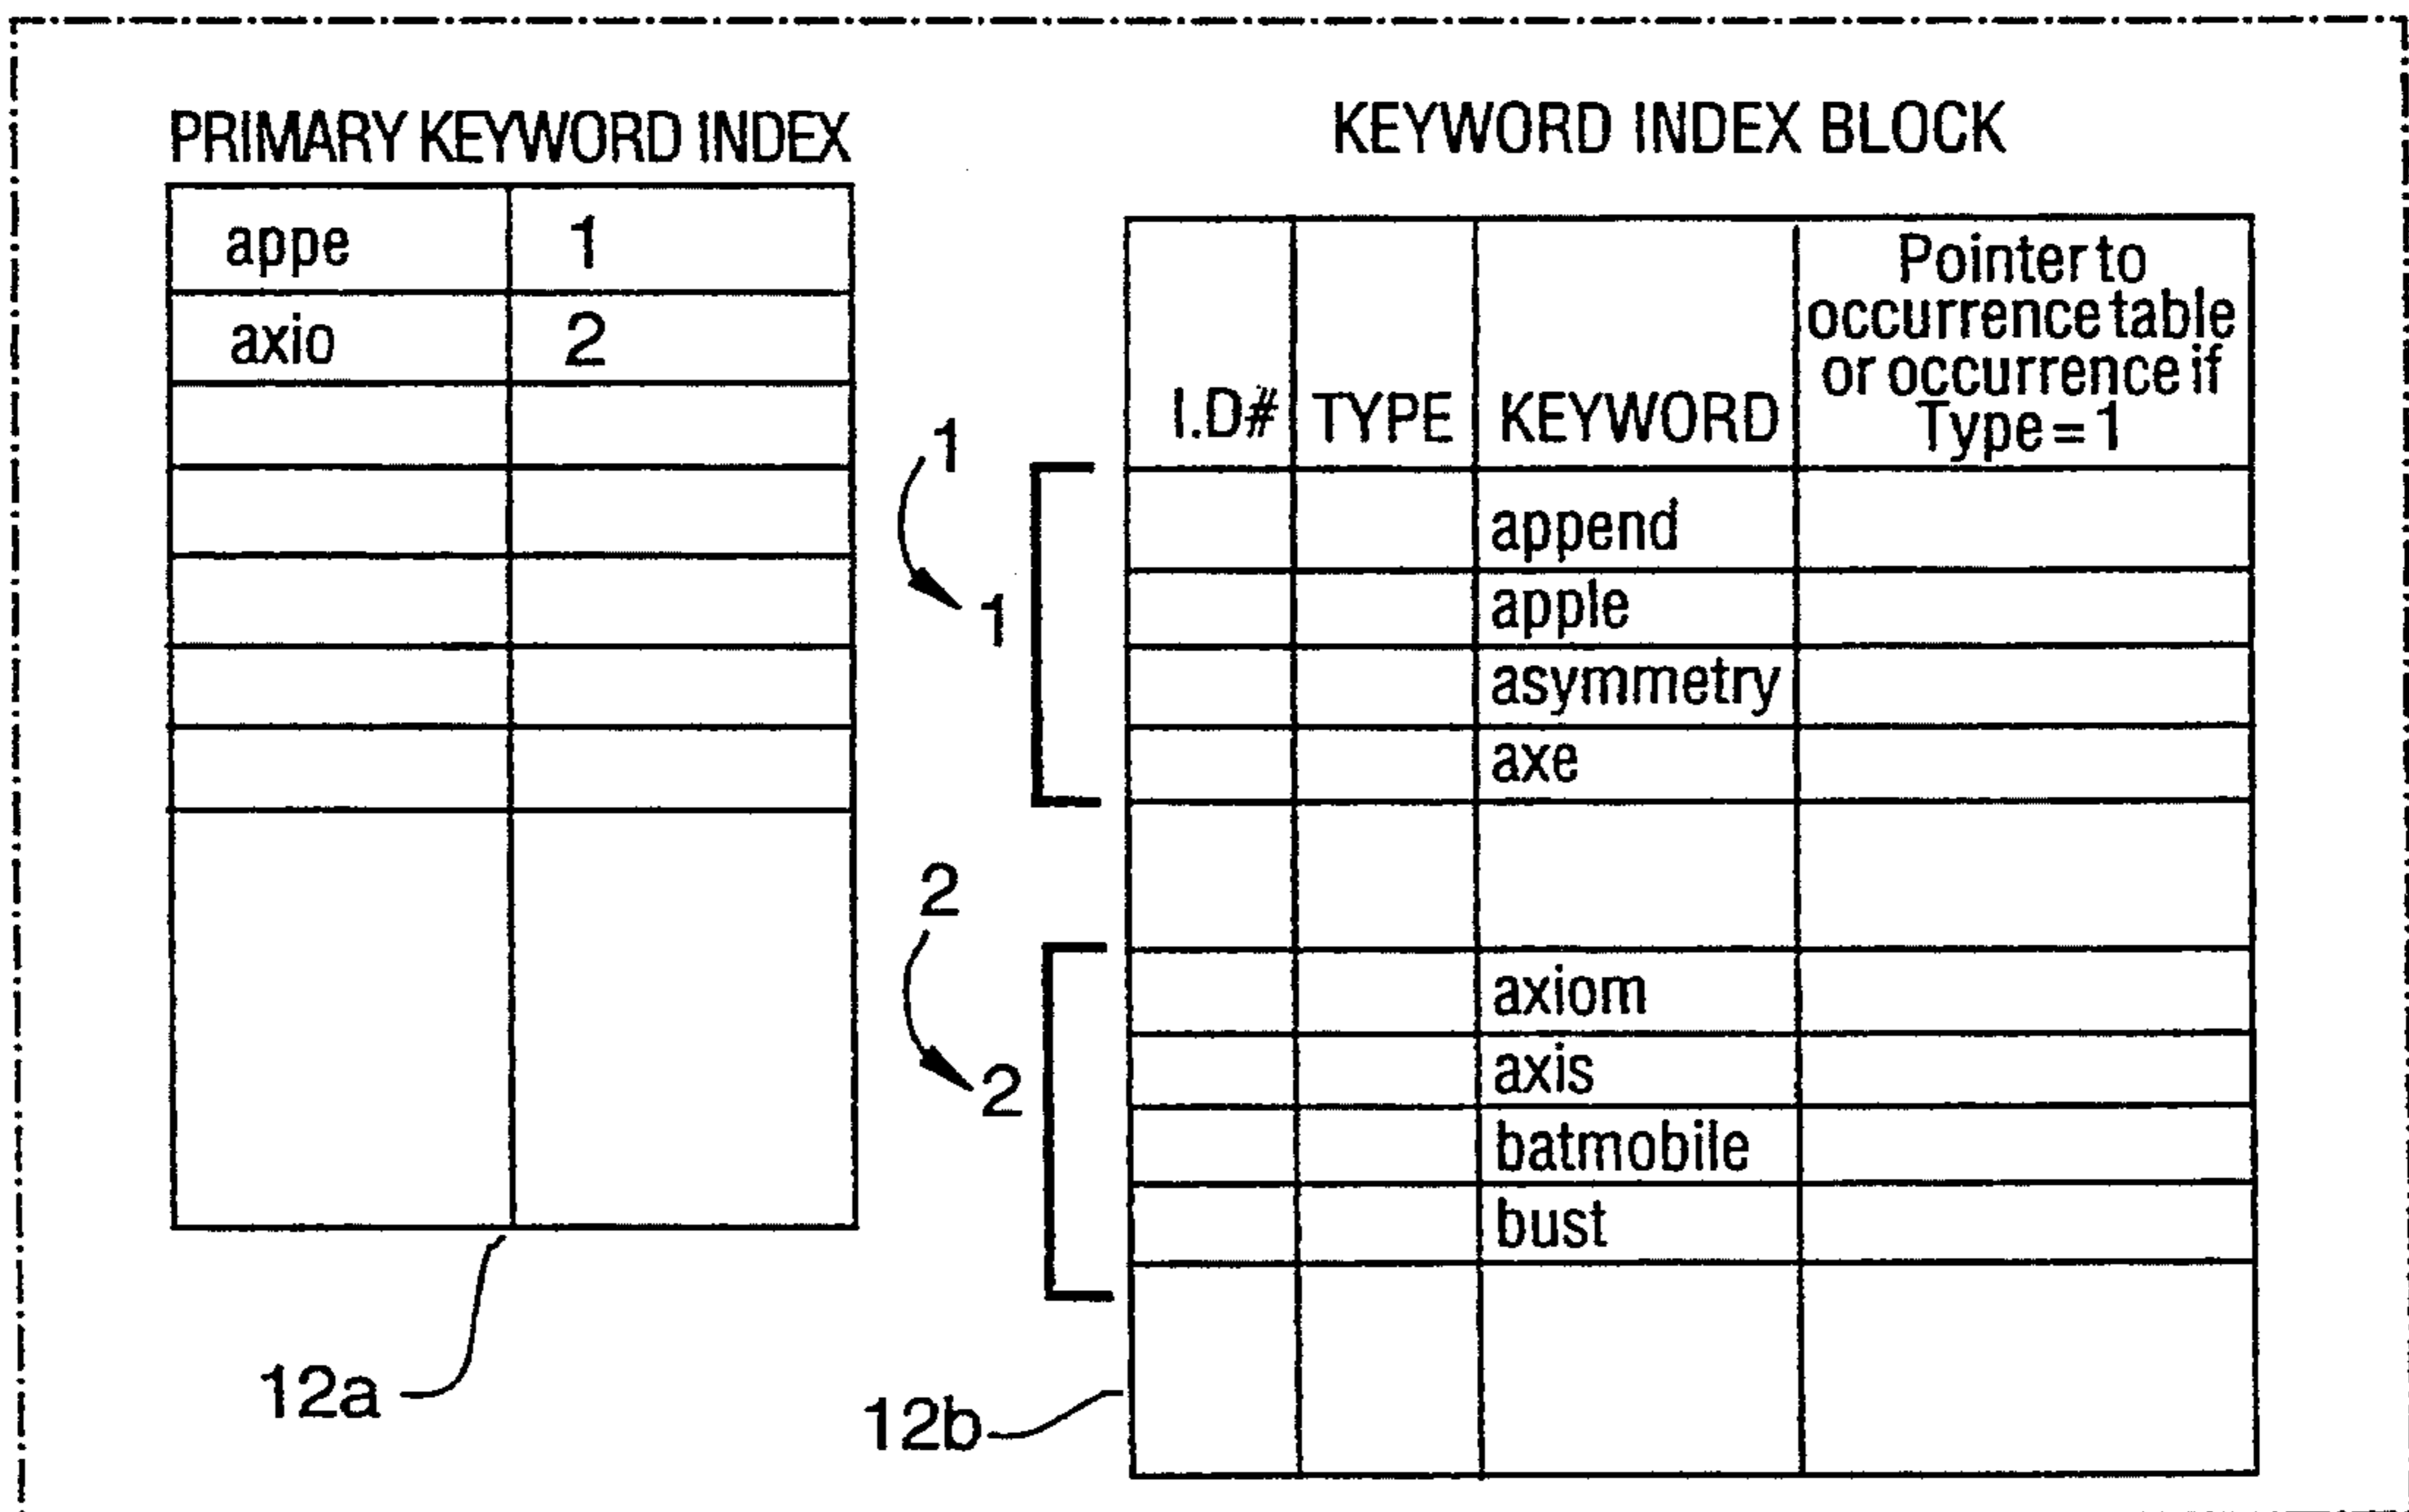 PRIMARY KEYWORD INDEX
appe 1
axio 2
12a
1
1
2
2
KEYWORD INDEX BLOCK
I.D# TYPE KEYWORD
Pointer to
occurrence table
or occurrence if
Type = 1
append
apple
asymmetry
axe
axiom
axis
batmobile
bust
12b